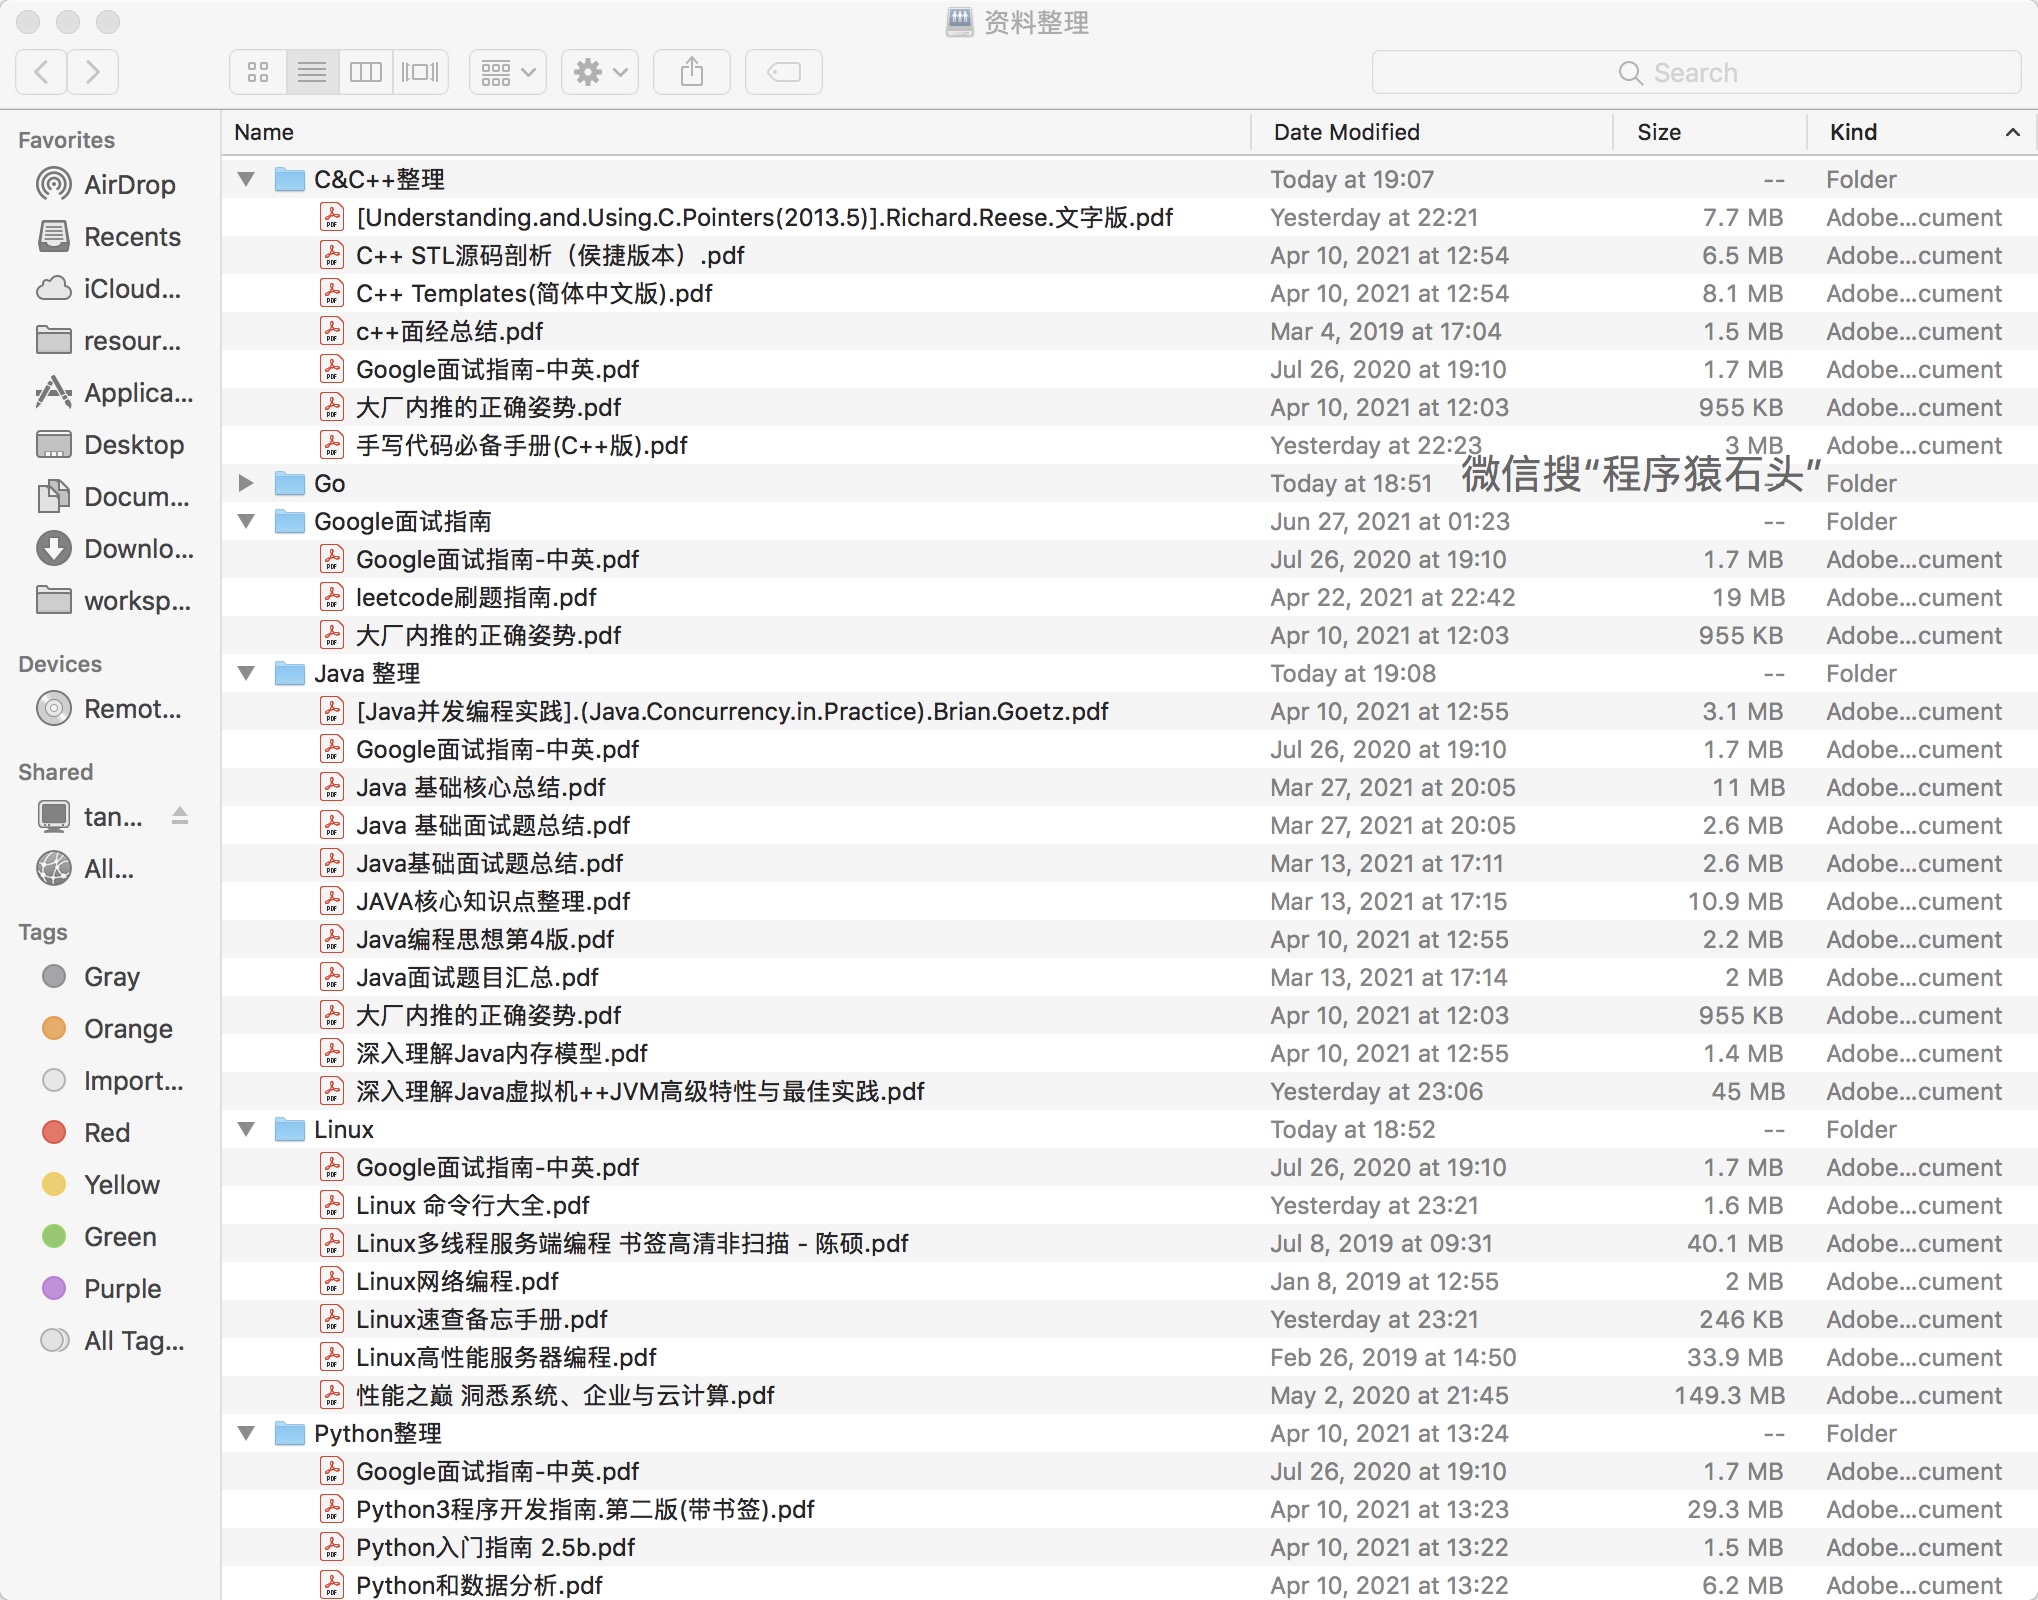 资料整理
Search
Name Date Modified Size Kind
Favorites
AirDrop
Recents
iCloud...
resour...
Applica...
Desktop
Docum...
Downlo...
worksp...
Devices
Remot...
Shared
tan...
All...
Tags
Gray
Orange
Import...
Red
Yellow
Green
Purple
All Tag...
C&C++整理 Today at 19:07 -- Folder
[Understanding.and.Using.C.Pointers(2013.5)].Richard.Reese.文字版.pdf Yesterday at 22:21 7.7 MB Adobe...cument
C++ STL源码剖析（侯捷版本）.pdf Apr 10, 2021 at 12:54 6.5 MB Adobe...cument
C++ Templates(简体中文版).pdf Apr 10, 2021 at 12:54 8.1 MB Adobe...cument
c++面经总结.pdf Mar 4, 2019 at 17:04 1.5 MB Adobe...cument
Google面试指南-中英.pdf Jul 26, 2020 at 19:10 1.7 MB Adobe...cument
大厂内推的正确姿势.pdf Apr 10, 2021 at 12:03 955 KB Adobe...cument
手写代码必备手册(C++版).pdf Yesterday at 22:23 3 MB Adobe...cument
微信搜“程序猿石头”
Go Today at 18:51 -- Folder
Google面试指南 Jun 27, 2021 at 01:23 -- Folder
Google面试指南-中英.pdf Jul 26, 2020 at 19:10 1.7 MB Adobe...cument
leetcode刷题指南.pdf Apr 22, 2021 at 22:42 19 MB Adobe...cument
大厂内推的正确姿势.pdf Apr 10, 2021 at 12:03 955 KB Adobe...cument
Java 整理 Today at 19:08 -- Folder
[Java并发编程实践].(Java.Concurrency.in.Practice).Brian.Goetz.pdf Apr 10, 2021 at 12:55 3.1 MB Adobe...cument
Google面试指南-中英.pdf Jul 26, 2020 at 19:10 1.7 MB Adobe...cument
Java 基础核心总结.pdf Mar 27, 2021 at 20:05 11 MB Adobe...cument
Java 基础面试题总结.pdf Mar 27, 2021 at 20:05 2.6 MB Adobe...cument
Java基础面试题总结.pdf Mar 13, 2021 at 17:11 2.6 MB Adobe...cument
JAVA核心知识点整理.pdf Mar 13, 2021 at 17:15 10.9 MB Adobe...cument
Java编程思想第4版.pdf Apr 10, 2021 at 12:55 2.2 MB Adobe...cument
Java面试题目汇总.pdf Mar 13, 2021 at 17:14 2 MB Adobe...cument
大厂内推的正确姿势.pdf Apr 10, 2021 at 12:03 955 KB Adobe...cument
深入理解Java内存模型.pdf Apr 10, 2021 at 12:55 1.4 MB Adobe...cument
深入理解Java虚拟机++JVM高级特性与最佳实践.pdf Yesterday at 23:06 45 MB Adobe...cument
Linux Today at 18:52 -- Folder
Google面试指南-中英.pdf Jul 26, 2020 at 19:10 1.7 MB Adobe...cument
Linux 命令行大全.pdf Yesterday at 23:21 1.6 MB Adobe...cument
Linux多线程服务端编程 书签高清非扫描 - 陈硕.pdf Jul 8, 2019 at 09:31 40.1 MB Adobe...cument
Linux网络编程.pdf Jan 8, 2019 at 12:55 2 MB Adobe...cument
Linux速查备忘手册.pdf Yesterday at 23:21 246 KB Adobe...cument
Linux高性能服务器编程.pdf Feb 26, 2019 at 14:50 33.9 MB Adobe...cument
性能之巅 洞悉系统、企业与云计算.pdf May 2, 2020 at 21:45 149.3 MB Adobe...cument
Python整理 Apr 10, 2021 at 13:24 -- Folder
Google面试指南-中英.pdf Jul 26, 2020 at 19:10 1.7 MB Adobe...cument
Python3程序开发指南.第二版(带书签).pdf Apr 10, 2021 at 13:23 29.3 MB Adobe...cument
Python入门指南 2.5b.pdf Apr 10, 2021 at 13:22 1.5 MB Adobe...cument
Python和数据分析.pdf Apr 10, 2021 at 13:22 6.2 MB Adobe...cument